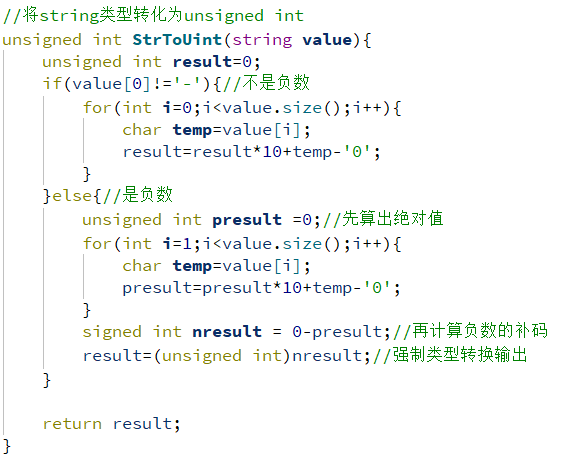 //将string类型转化为unsigned int
unsigned int StrToUint(string value){
    unsigned int result=0;
    if(value[0]!='-'){//不是负数
        for(int i=0;i<value.size();i++){
            char temp=value[i];
            result=result*10+temp-'0';
        }
    }else{//是负数
        unsigned int presult =0;//先算出绝对值
        for(int i=1;i<value.size();i++){
            char temp=value[i];
            presult=presult*10+temp-'0';
        }
        signed int nresult = 0-presult;//再计算负数的补码
        result=(unsigned int)nresult;//强制类型转换输出
    }
    return result;
}